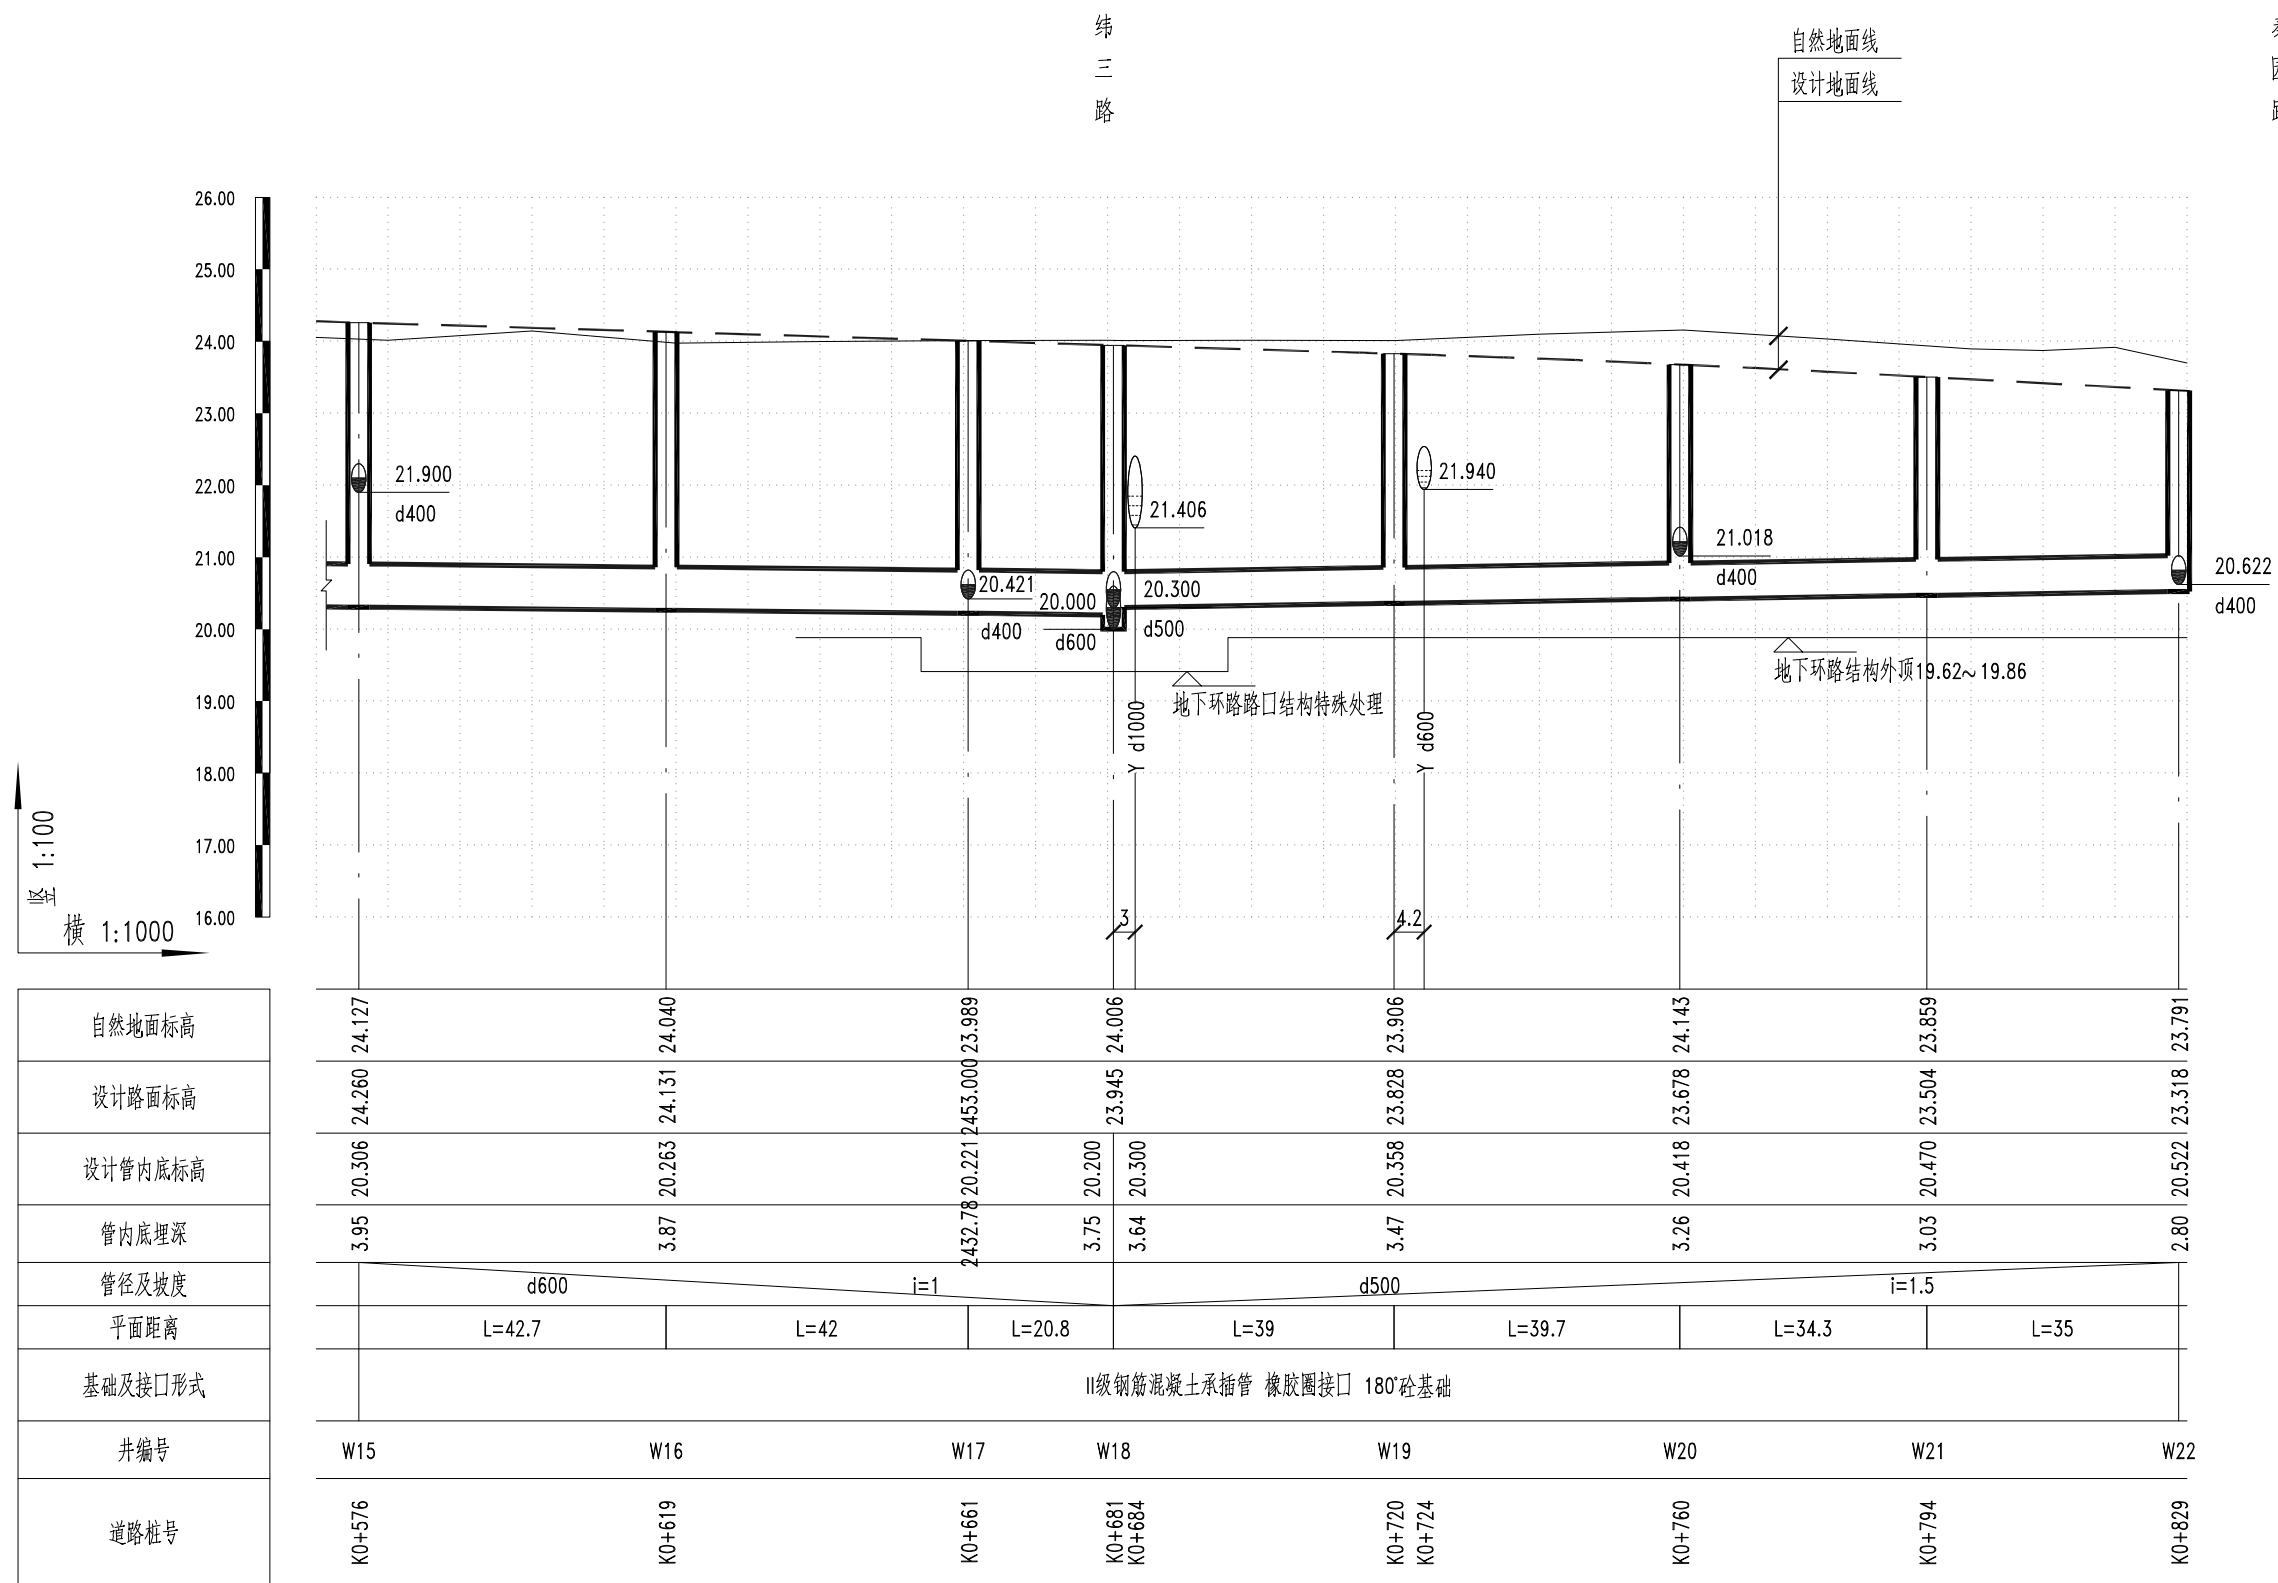 纬
三
路
自然地面线
设计地面线
26.00
25.00
24.00
23.00
22.00
21.00
20.00
19.00
18.00
17.00
16.00
竖 1:100
横 1:1000
21.900
d400
20.421
d400
20.000
d600
20.300
d500
21.406
21.940
21.018
d400
20.622
d400
地下环路路口结构特殊处理
地下环路结构外顶19.62~19.86
Y d1000
Y d600
3
4.2
自然地面标高 24.127 24.040 23.989 24.006 23.906 24.143 23.859 23.791
设计路面标高 24.260 24.131 2453.000 23.945 23.828 23.678 23.504 23.318
设计管内底标高 20.306 20.263 20.221 20.200 20.300 20.358 20.418 20.470 20.522
管内底埋深 3.95 3.87 2432.78 3.75 3.64 3.47 3.26 3.03 2.80
管径及坡度 d600 i=1 d500 i=1.5
平面距离 L=42.7 L=42 L=20.8 L=39 L=39.7 L=34.3 L=35
基础及接口形式 II级钢筋混凝土承插管 橡胶圈接口 180°砼基础
井编号 W15 W16 W17 W18 W19 W20 W21 W22
道路桩号 K0+576 K0+619 K0+661 K0+681 K0+684 K0+720 K0+724 K0+760 K0+794 K0+829